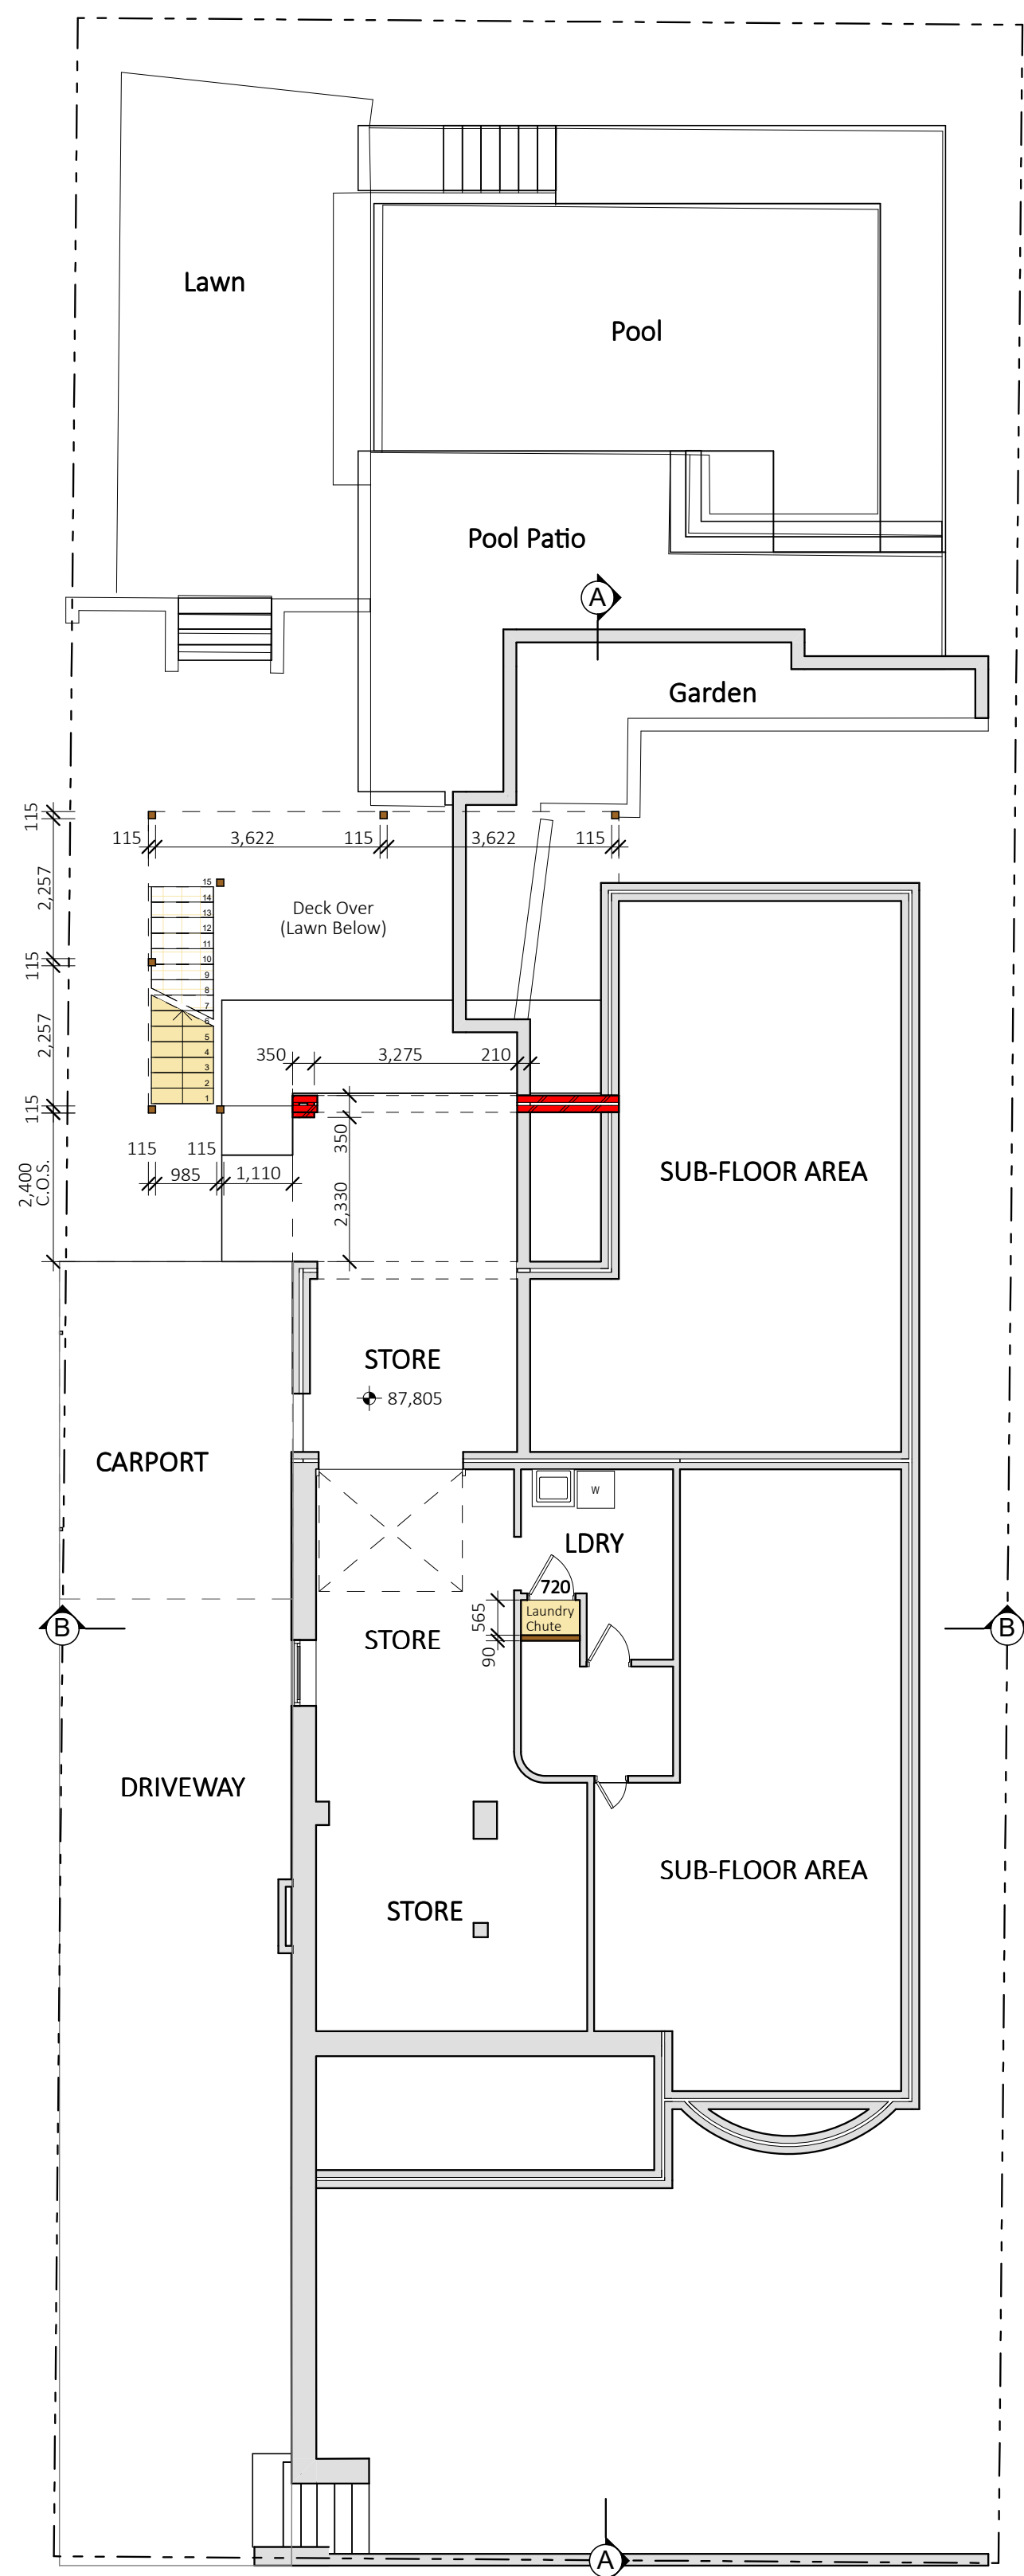 Lawn
Pool
Pool Patio
A
Garden
115
115
3,622
115
3,622
115
2,257
15
14
13
12
11
10
9
8
7
6
5
4
3
2
1
Deck Over
(Lawn Below)
115
2,257
350
3,275
210
115
350
115
115
985
1,110
2,400
C.O.S.
2,330
SUB-FLOOR AREA
STORE
87,805
CARPORT
W
LDRY
720
565
Laundry
Chute
90
B
STORE
B
DRIVEWAY
SUB-FLOOR AREA
STORE
A